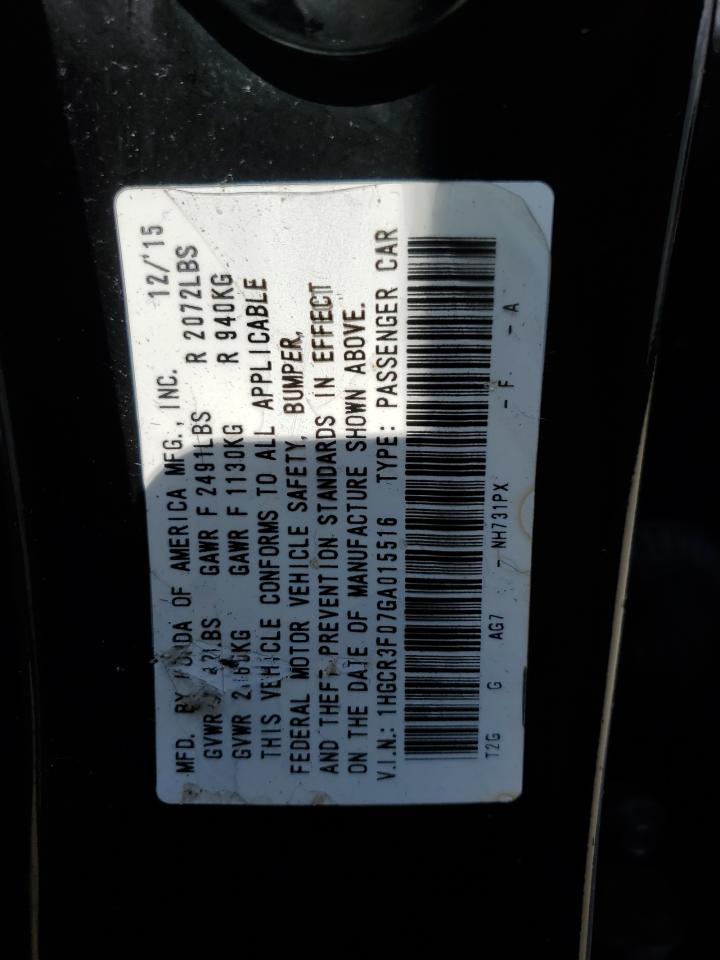 MFD. BY HONDA OF AMERICA MFG., INC. 12/'15
GVWR GAWR F 2491LBS R 2072LBS
GVWR GAWR F 1130KG R 940KG
THIS VEHICLE CONFORMS TO ALL APPLICABLE
FEDERAL MOTOR VEHICLE SAFETY, BUMPER,
AND THEFT PREVENTION STANDARDS IN EFFECT
ON THE DATE OF MANUFACTURE SHOWN ABOVE.
V.I.N.: 1HGCR3F07GA015516 TYPE: PASSENGER CAR
T2G G AG7 - NH731PX - F - A